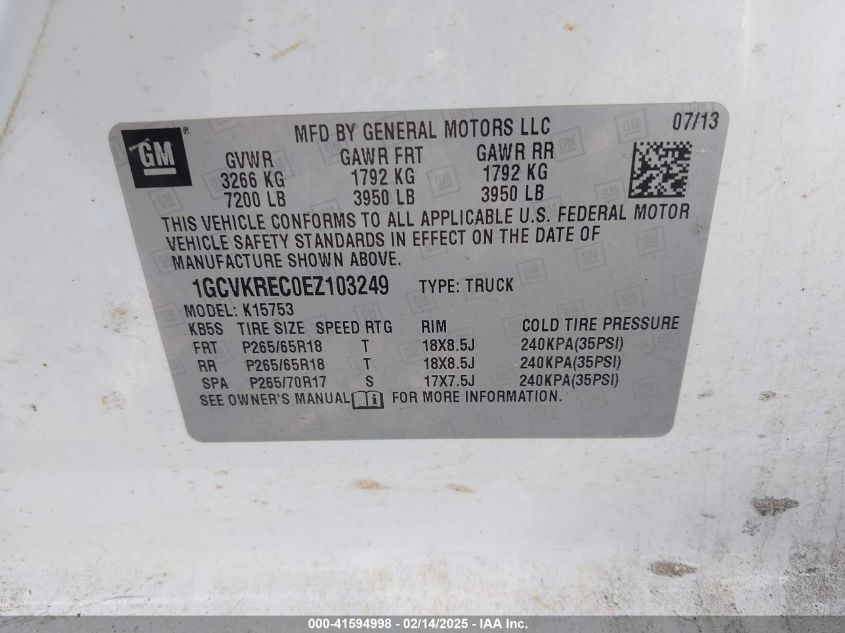 GM®
MFD BY GENERAL MOTORS LLC 07/13
GVWR GAWR FRT GAWR RR
3266 KG 1792 KG 1792 KG
7200 LB 3950 LB 3950 LB
THIS VEHICLE CONFORMS TO ALL APPLICABLE U.S. FEDERAL MOTOR
VEHICLE SAFETY STANDARDS IN EFFECT ON THE DATE OF
MANUFACTURE SHOWN ABOVE.
1GCVKREC0EZ103249 TYPE: TRUCK
MODEL: K15753
KB5S TIRE SIZE SPEED RTG RIM COLD TIRE PRESSURE
FRT P265/65R18 T 18X8.5J 240KPA(35PSI)
RR P265/65R18 T 18X8.5J 240KPA(35PSI)
SPA P265/70R17 S 17X7.5J 240KPA(35PSI)
SEE OWNER'S MANUAL FOR MORE INFORMATION.
000-41594998 - 02/14/2025 - IAA Inc.